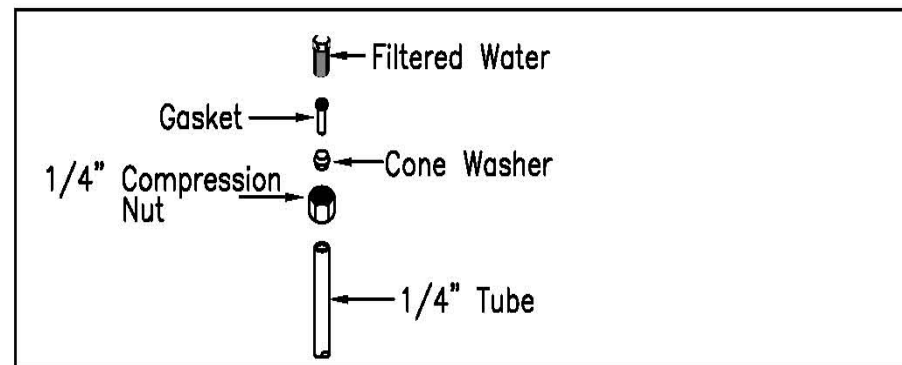 Filtered Water
Gasket
Cone Washer
1/4" Compression
Nut
1/4" Tube